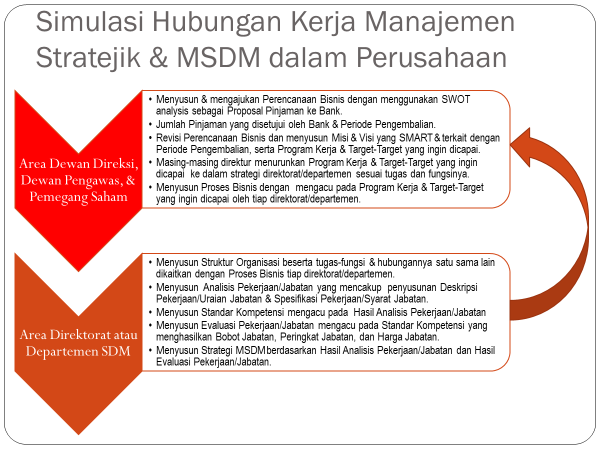 Simulasi Hubungan Kerja Manajemen
Stratejik & MSDM dalam Perusahaan
Area Dewan Direksi,
Dewan Pengawas, &
Pemegang Saham
• Menyusun & mengajukan Perencanaan Bisnis dengan menggunakan SWOT
analysis sebagai Proposal Pinjaman ke Bank.
• Jumlah Pinjaman yang disetujui oleh Bank & Periode Pengembalian.
• Revisi Perencanaan Bisnis dan menyusun Misi & Visi yang SMART & terkait dengan
Periode Pengembalian, serta Program Kerja & Target-Target yang ingin dicapai.
• Masing-masing direktur menurunkan Program Kerja & Target-Target yang ingin
dicapai ke dalam strategi direktorat/departemen sesuai tugas dan fungsinya.
• Menyusun Proses Bisnis dengan mengacu pada Program Kerja & Target-Target
yang ingin dicapai oleh tiap direktorat/departemen.
Area Direktorat atau
Departemen SDM
• Menyusun Struktur Organisasi beserta tugas-fungsi & hubungannya satu sama lain
dikaitkan dengan Proses Bisnis tiap direktorat/departemen.
• Menyusun Analisis Pekerjaan/Jabatan yang mencakup penyusunan Deskripsi
Pekerjaan/Uraian Jabatan & Spesifikasi Pekerjaan/Syarat Jabatan.
• Menyusun Standar Kompetensi mengacu pada Hasil Analisis Pekerjaan/Jabatan
• Menyusun Evaluasi Pekerjaan/Jabatan mengacu pada Standar Kompetensi yang
menghasilkan Bobot Jabatan, Peringkat Jabatan, dan Harga Jabatan.
• Menyusun Strategi MSDM berdasarkan Hasil Analisis Pekerjaan/Jabatan dan Hasil
Evaluasi Pekerjaan/Jabatan.